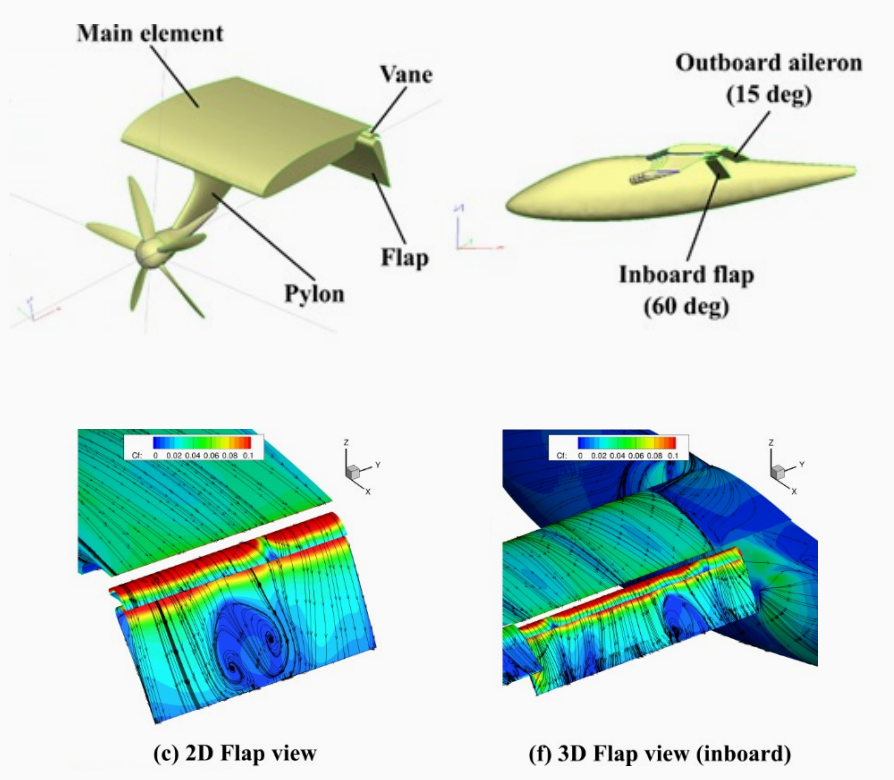 Main element
Vane
Flap
Pylon
Outboard aileron
(15 deg)
Inboard flap
(60 deg)
Cf: 0 0.02 0.04 0.06 0.08 0.1
Z
Y
X
Cf: 0 0.02 0.04 0.06 0.08 0.1
Z
Y
X
(c) 2D Flap view
(f) 3D Flap view (inboard)